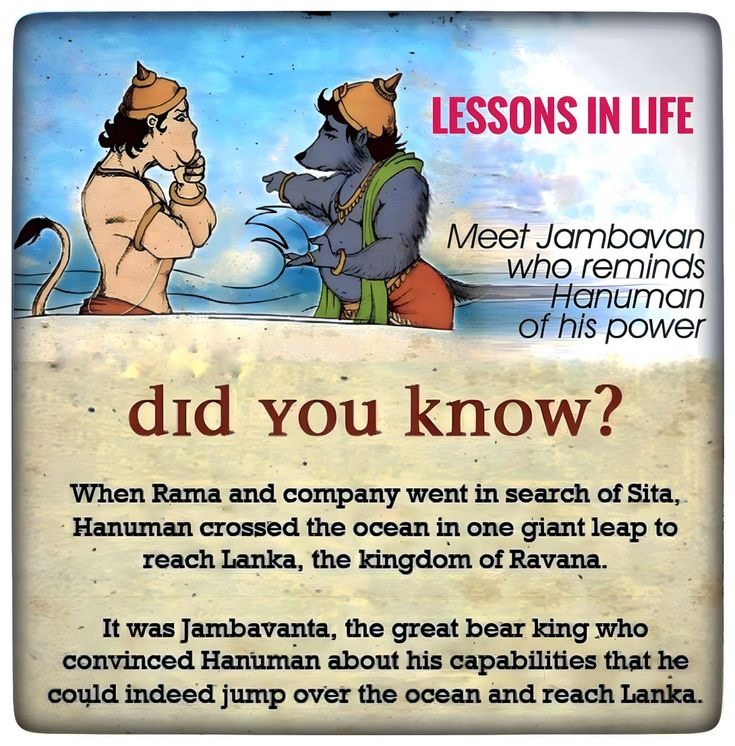 LESSONS IN LIFE
Meet Jambavan
who reminds
Hanuman
of his power
did you know?
When Rama and company went in search of Sita,
Hanuman crossed the ocean in one giant leap to
reach Lanka, the kingdom of Ravana.
It was Jambavanta, the great bear king who
convinced Hanuman about his capabilities that he
could indeed jump over the ocean and reach Lanka.